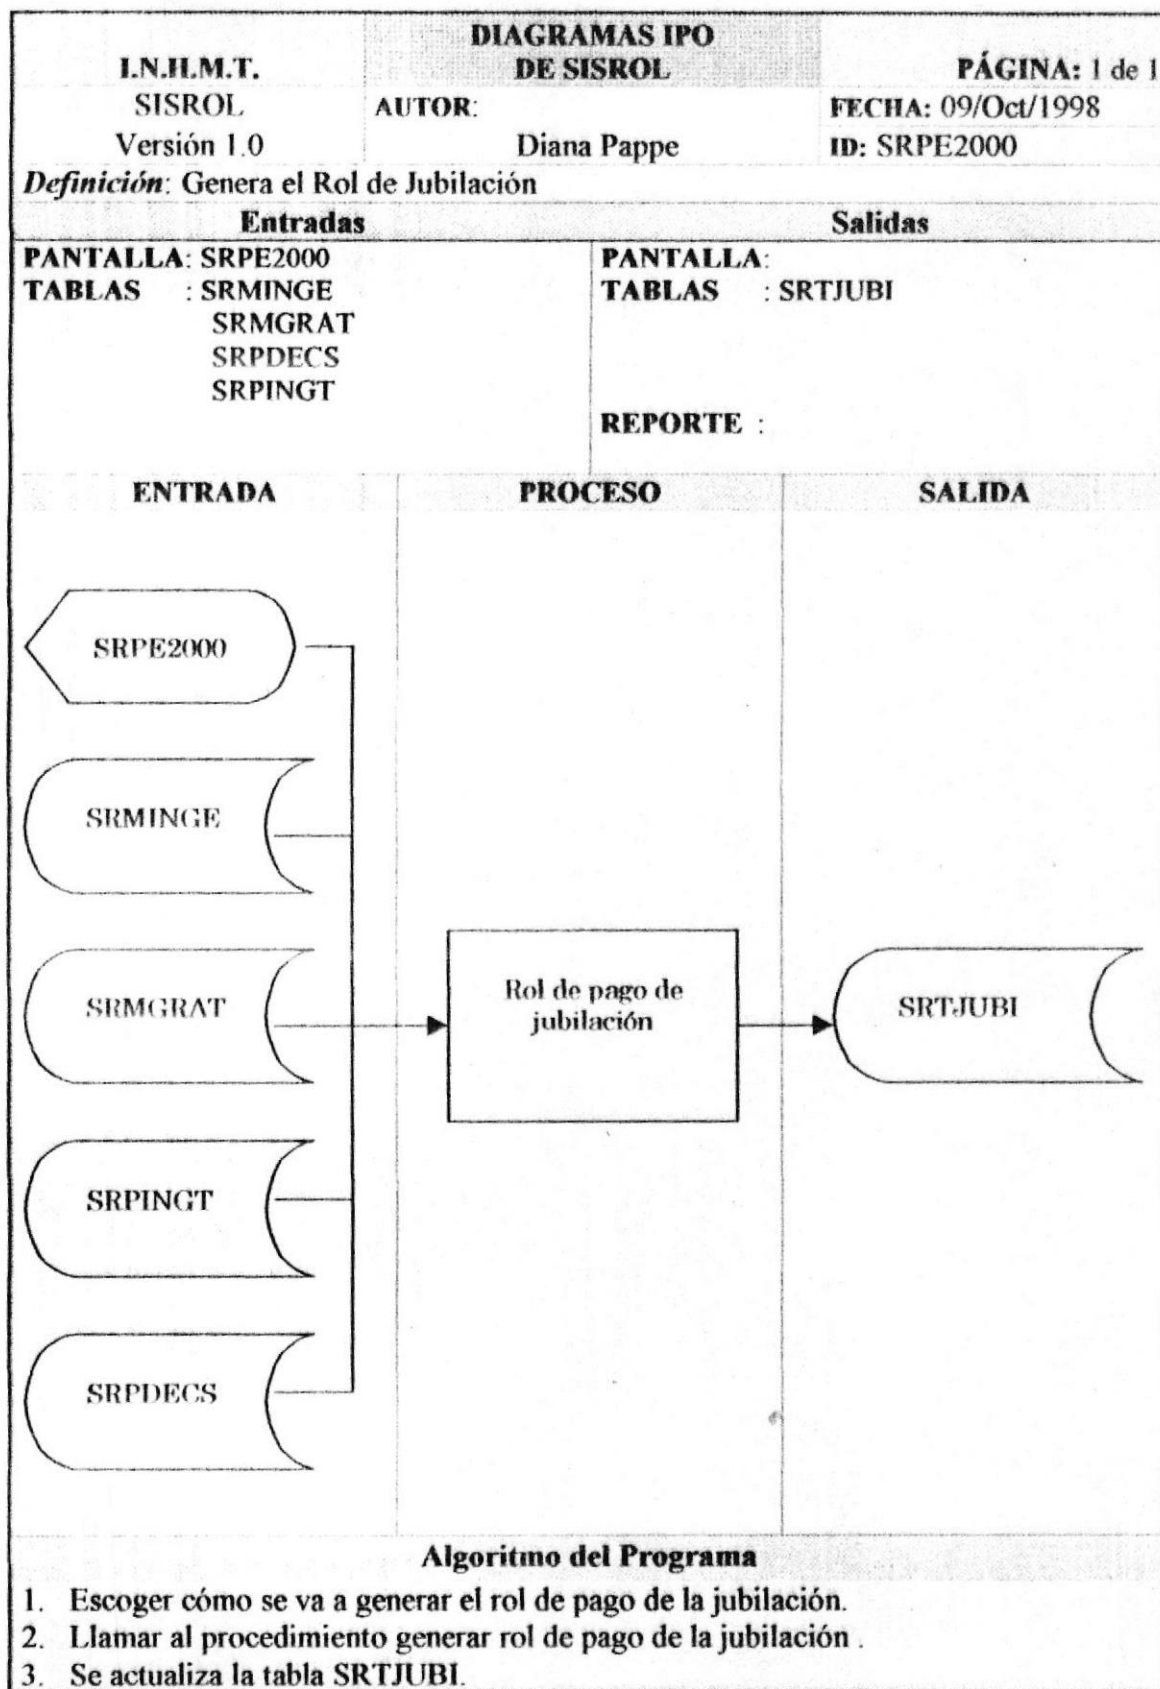 DIAGRAMAS IPO
I.N.H.M.T. DE SISROL PÁGINA: 1 de 1
SISROL AUTOR: FECHA: 09/Oct/1998
Versión 1.0 Diana Pappe ID: SRPE2000
Definición: Genera el Rol de Jubilación
Entradas Salidas
PANTALLA: SRPE2000 PANTALLA:
TABLAS : SRMINGE TABLAS : SRTJUBI
SRMGRAT
SRPDECS
SRPINGT
REPORTE :
ENTRADA PROCESO SALIDA
SRPE2000
SRMINGE
SRMGRAT
Rol de pago de
jubilación
SRTJUBI
SRPINGT
SRPDECS
Algoritmo del Programa
1. Escoger cómo se va a generar el rol de pago de la jubilación.
2. Llamar al procedimiento generar rol de pago de la jubilación .
3. Se actualiza la tabla SRTJUBI.